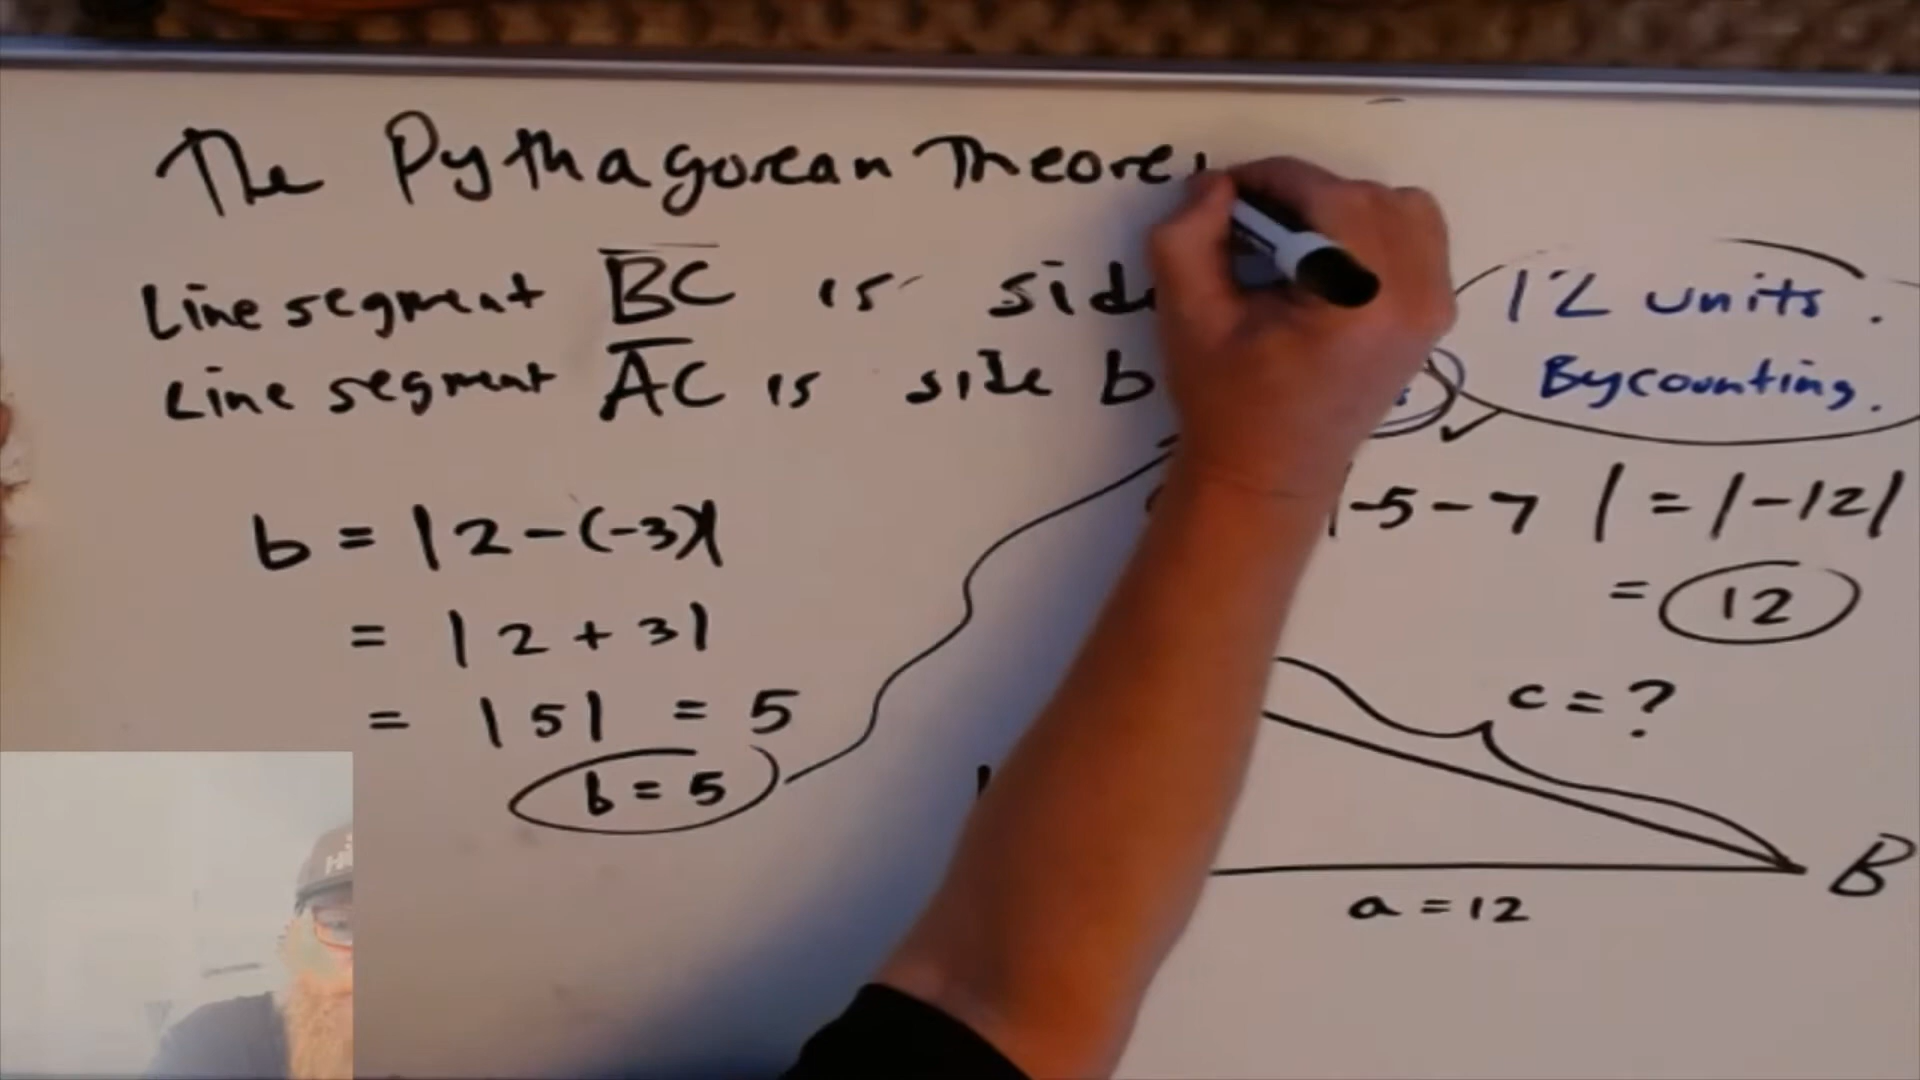 The Pythagorean Theore
Line segment BC is side
12 units.
Line segment AC is side b
By counting.
b = |2-(-3)|
-5-7 | = |-12|
= |2+3|
= 12
= |5| = 5
c = ?
b = 5
B
a = 12